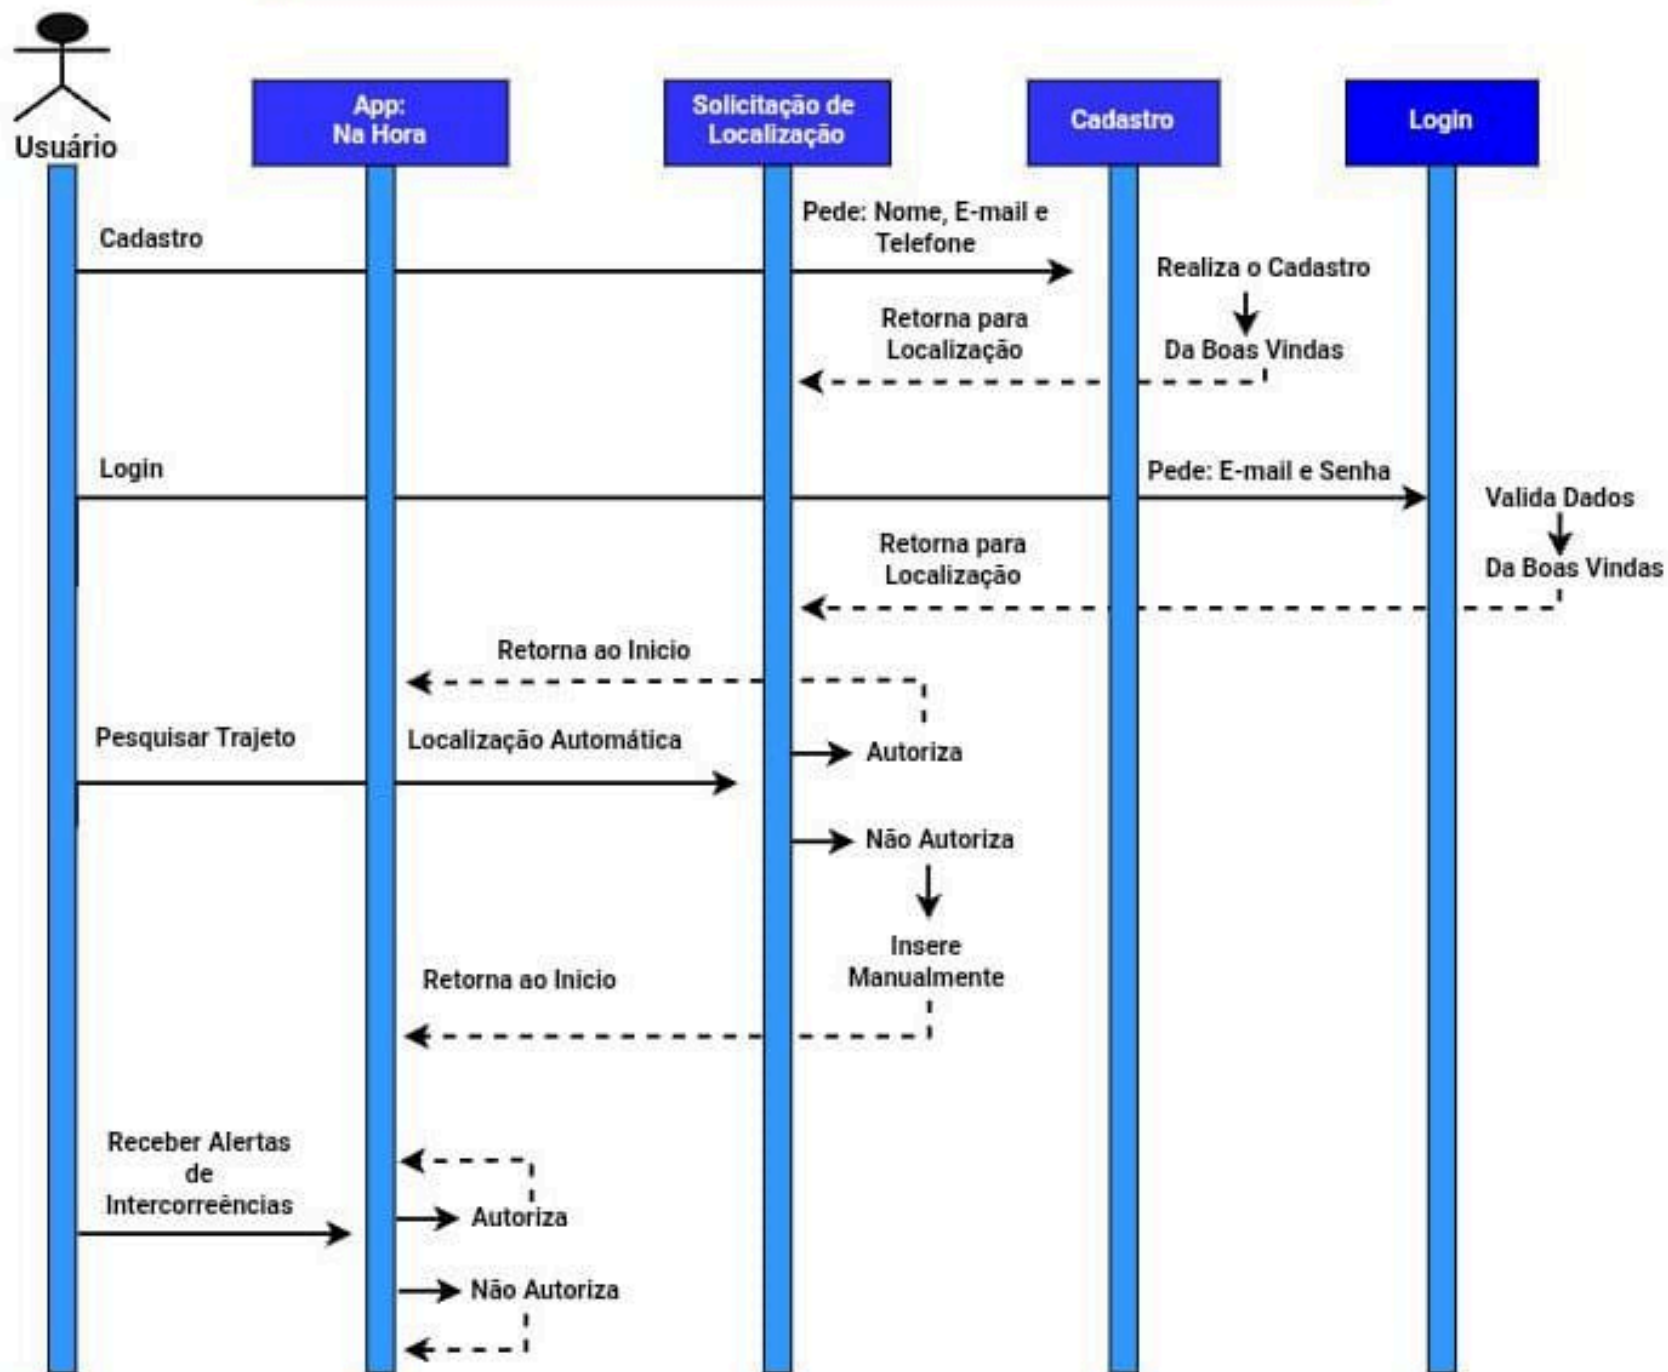 Usuário
App:
Na Hora
Solicitação de
Localização
Cadastro
Login
Cadastro
Pede: Nome, E-mail e
Telefone
Realiza o Cadastro
Retorna para
Localização
Da Boas Vindas
Login
Pede: E-mail e Senha
Valida Dados
Retorna para
Localização
Da Boas Vindas
Retorna ao Inicio
Pesquisar Trajeto
Localização Automática
Autoriza
Não Autoriza
Insere
Manualmente
Retorna ao Inicio
Receber Alertas
de
Intercorreências
Autoriza
Não Autoriza